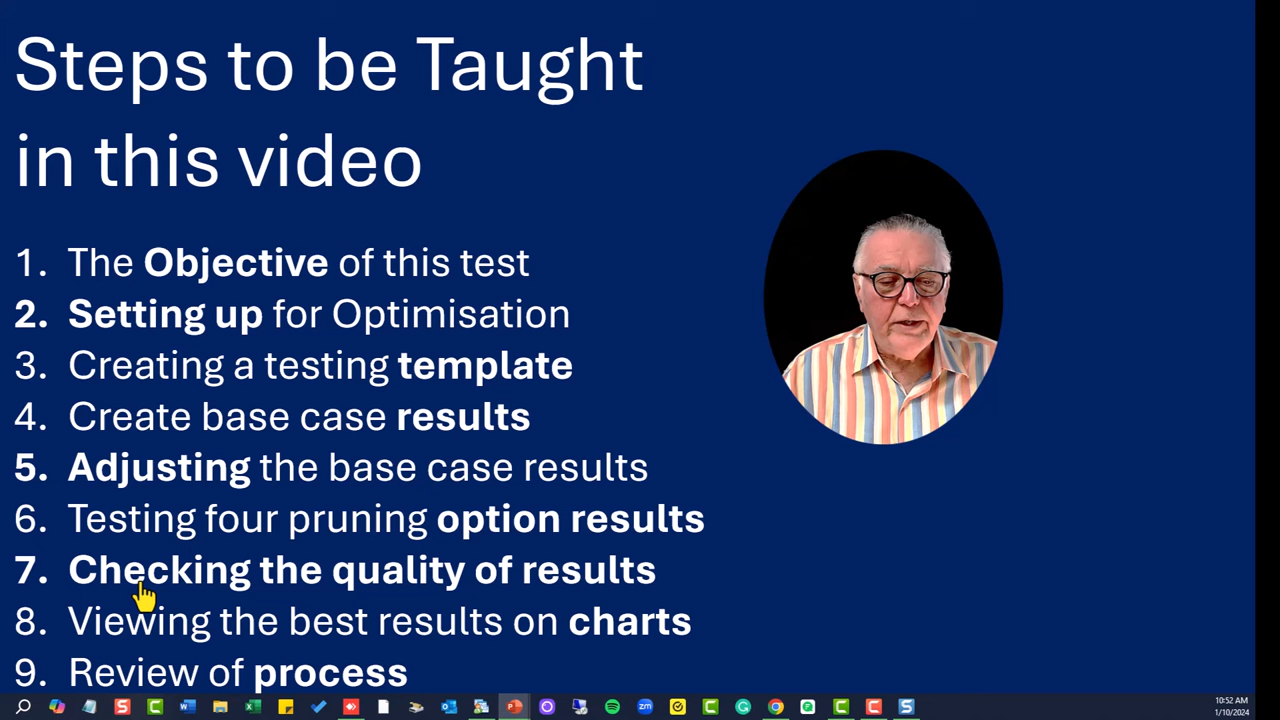 Steps to be Taught
in this video
1. The Objective of this test
2. Setting up for Optimisation
3. Creating a testing template
4. Create base case results
5. Adjusting the base case results
6. Testing four pruning option results
7. Checking the quality of results
8. Viewing the best results on charts
9. Review of process
10:52 AM
1/10/2024